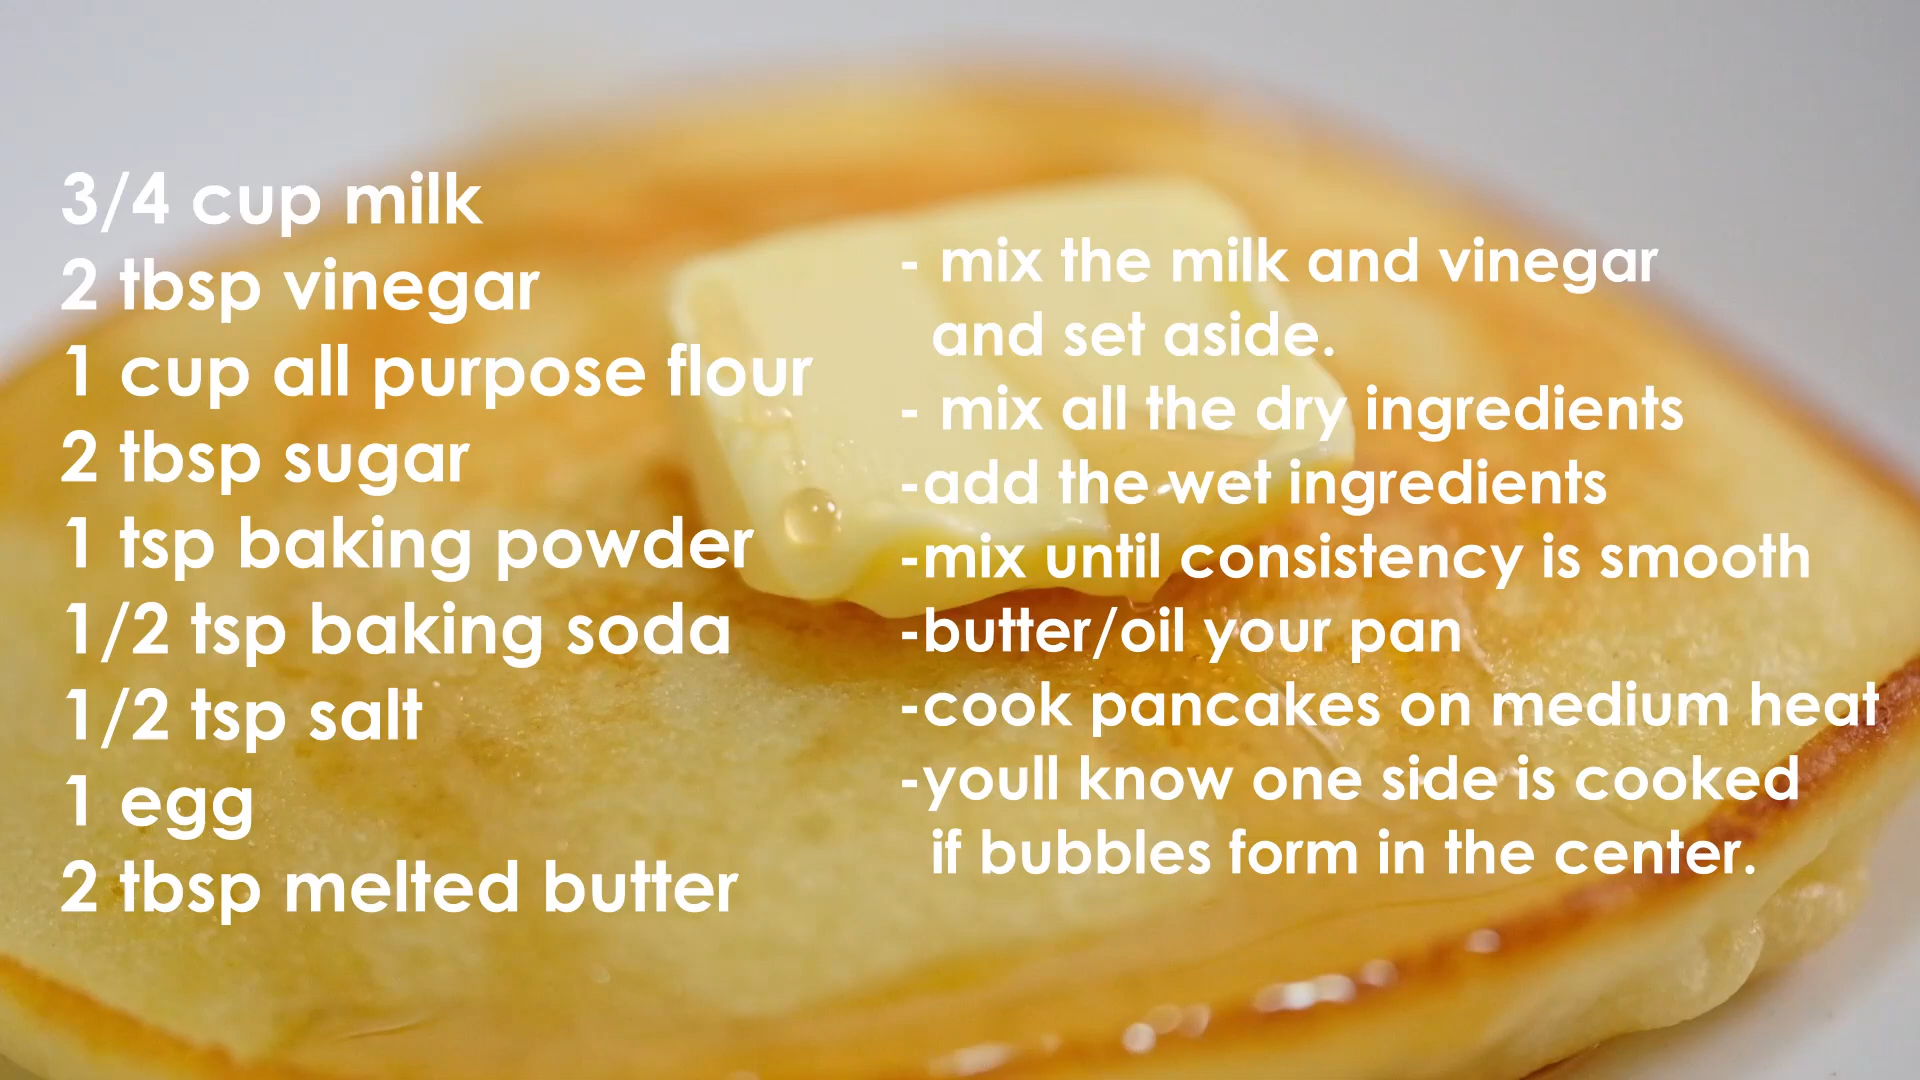 3/4 cup milk
2 tbsp vinegar
1 cup all purpose flour
2 tbsp sugar
1 tsp baking powder
1/2 tsp baking soda
1/2 tsp salt
1 egg
2 tbsp melted butter
- mix the milk and vinegar
and set aside.
- mix all the dry ingredients
-add the wet ingredients
-mix until consistency is smooth
-butter/oil your pan
-cook pancakes on medium heat
-youll know one side is cooked
if bubbles form in the center.